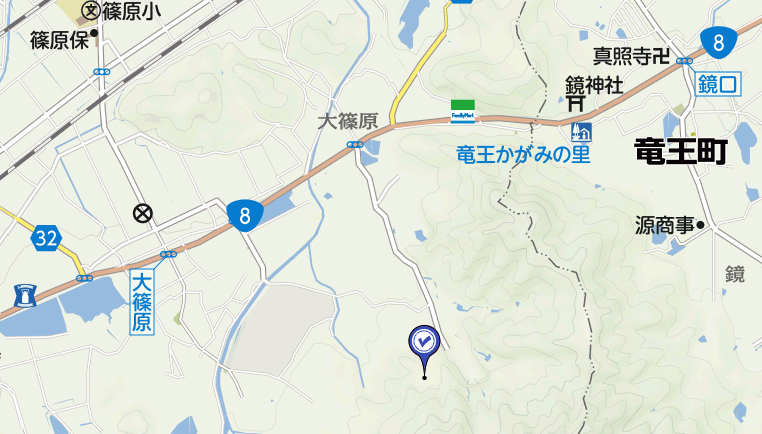 篠原小
篠原保
8
真照寺
鏡口
鏡神社
FamilyMart
大篠原
竜王かがみの里
竜王町
8
源商事
32
鏡
大篠原